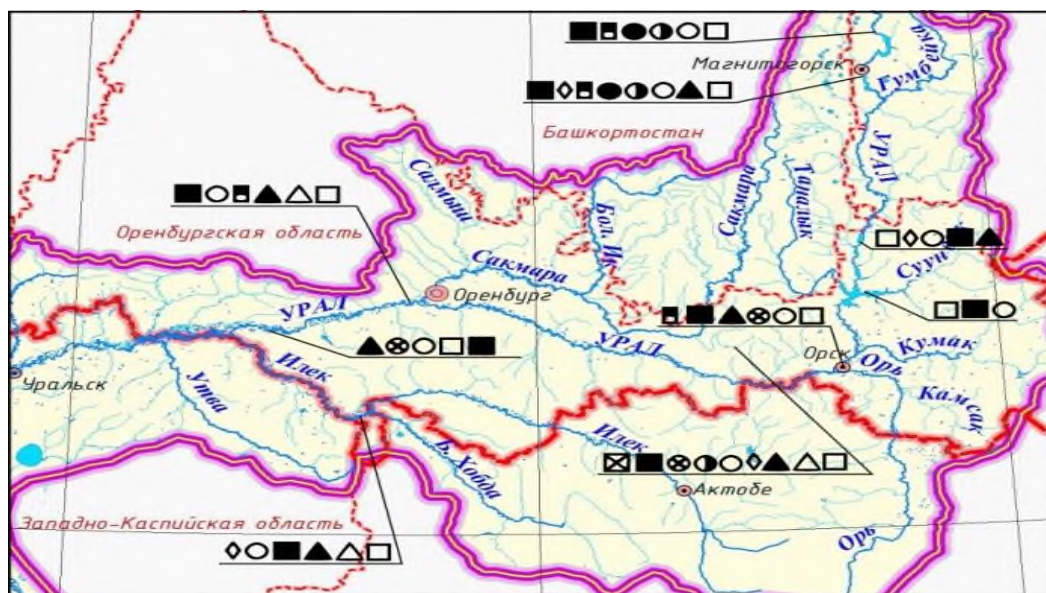 Магнитогорск
Гумбейка
Башкортостан
УРАЛ
Салмыш
Таналык
Сакмара
Бол. Ик
Оренбургская область
Сакмара
Оренбург
УРАЛ
УРАЛ
Орск
Орь
Кумак
Камсак
Илек
Уральск
Утва
Илек
Б. Хобда
Актобе
Западно-Каспийская область
Орь